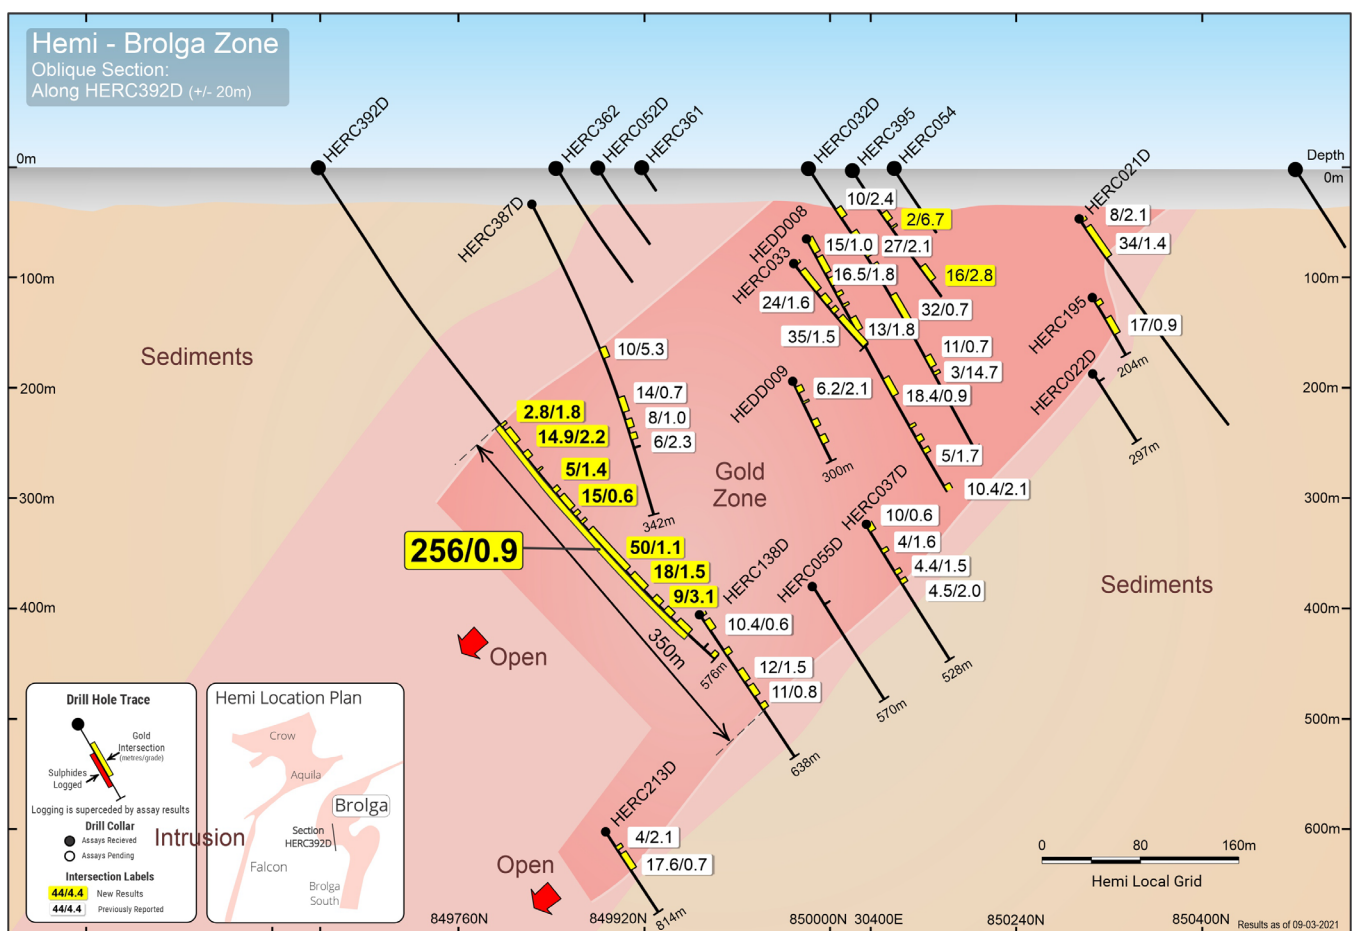 Hemi - Brolga Zone
Oblique Section:
Along HERC392D (+/- 20m)
HERC392D
HERC362
HERC052D
HERC361
HERC032D
HERC395
HERC054
0m
Depth
0m
HERC387D
HEDD008
HERC033
HERC021D
10/2.4
2/6.7
8/2.1
15/1.0
27/2.1
34/1.4
100m
16.5/1.8
16/2.8
100m
24/1.6
32/0.7
HERC195
13/1.8
17/0.9
35/1.5
Sediments
10/5.3
11/0.7
204m
3/14.7
HERC022D
200m
HEDD009
14/0.7
6.2/2.1
18.4/0.9
200m
2.8/1.8
8/1.0
14.9/2.2
6/2.3
297m
5/1.7
5/1.4
Gold
Zone
300m
10.4/2.1
15/0.6
300m
HERC037D
342m
10/0.6
256/0.9
50/1.1
4/1.6
18/1.5
HERC138D
HERC055D
4.4/1.5
9/3.1
4.5/2.0
Sediments
400m
400m
10.4/0.6
350m
Open
576m
12/1.5
528m
11/0.8
570m
500m
638m
HERC213D
4/2.1
17.6/0.7
Open
814m
600m
Drill Hole Trace
Gold
Intersection
(metres/grade)
Sulphides
Logged
Logging is superceded by assay results
Drill Collar
Assays Recieved
Assays Pending
Intersection Labels
44/4.4 New Results
44/4.4 Previously Reported
Intrusion
Hemi Location Plan
Crow
Aquila
Brolga
Section
HERC392D
Falcon
Brolga
South
0 80 160m
Hemi Local Grid
849760N 849920N 850000N 30400E 850240N 850400N
Results as of 09-03-2021